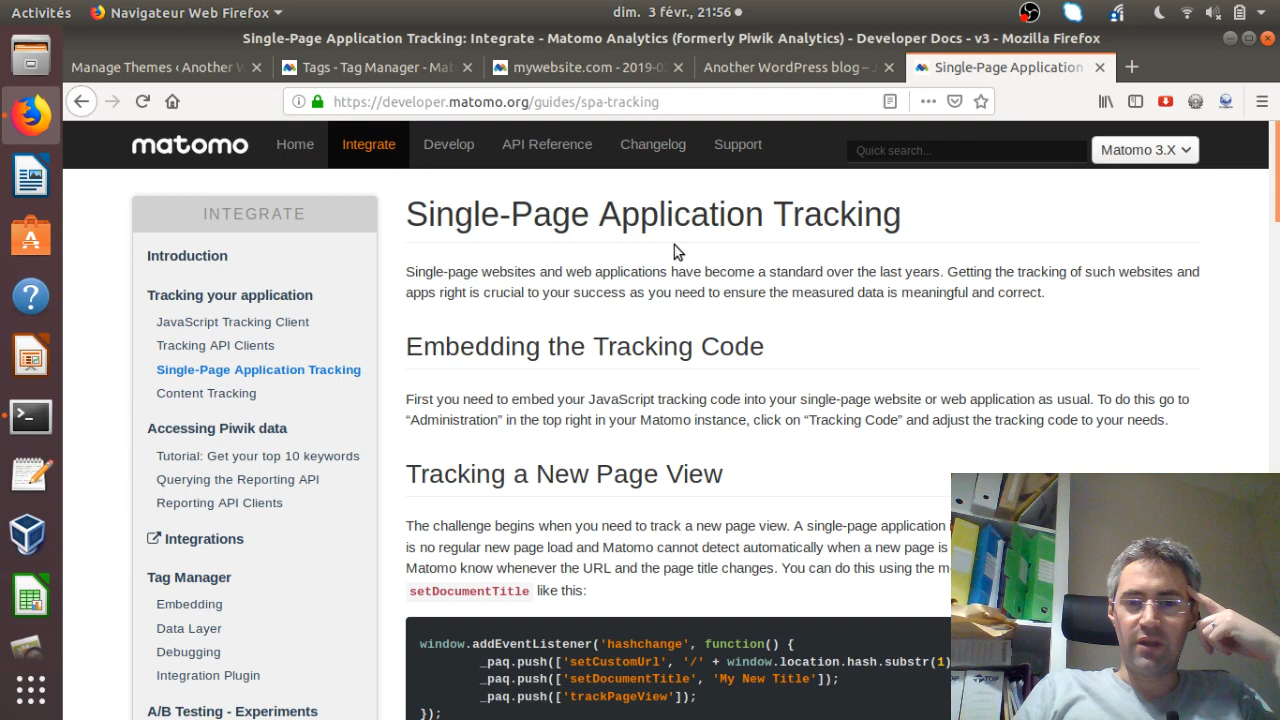 Activités
Navigateur Web Firefox
dim. 3 févr., 21:56
Single-Page Application Tracking: Integrate - Matomo Analytics (formerly Piwik Analytics) - Developer Docs - v3 - Mozilla Firefox
Manage Themes ‹ Another W
Tags - Tag Manager - Mat
mywebsite.com - 2019-0
Another WordPress blog –
Single-Page Application
https://developer.matomo.org/guides/spa-tracking
matomo
Home
Integrate
Develop
API Reference
Changelog
Support
Quick search...
Matomo 3.X
INTEGRATE
Introduction
Tracking your application
JavaScript Tracking Client
Tracking API Clients
Single-Page Application Tracking
Content Tracking
Accessing Piwik data
Tutorial: Get your top 10 keywords
Querying the Reporting API
Reporting API Clients
Integrations
Tag Manager
Embedding
Data Layer
Debugging
Integration Plugin
A/B Testing - Experiments
Single-Page Application Tracking
Single-page websites and web applications have become a standard over the last years. Getting the tracking of such websites and
apps right is crucial to your success as you need to ensure the measured data is meaningful and correct.
Embedding the Tracking Code
First you need to embed your JavaScript tracking code into your single-page website or web application as usual. To do this go to
“Administration” in the top right in your Matomo instance, click on “Tracking Code” and adjust the tracking code to your needs.
Tracking a New Page View
The challenge begins when you need to track a new page view. A single-page application
is no regular new page load and Matomo cannot detect automatically when a new page is
Matomo know whenever the URL and the page title changes. You can do this using the
setDocumentTitle like this:
window.addEventListener('hashchange', function() {
_paq.push(['setCustomUrl', '/' + window.location.hash.substr(1)
_paq.push(['setDocumentTitle', 'My New Title']);
_paq.push(['trackPageView']);
});